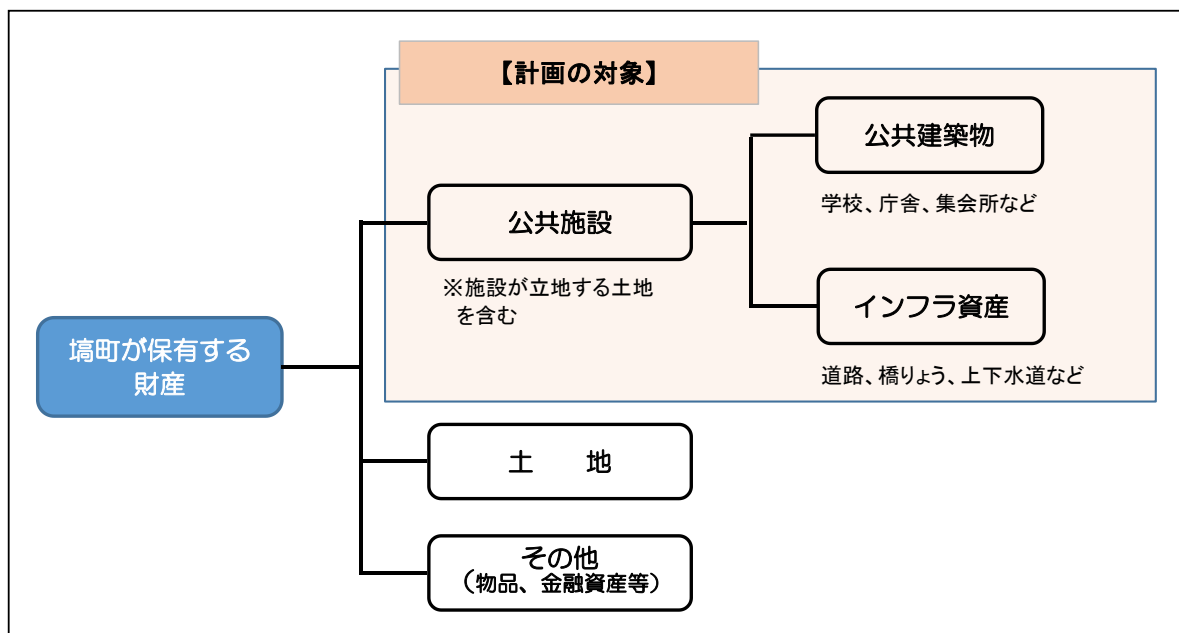 【計画の対象】
公共建築物
学校、庁舎、集会所など
公共施設
※施設が立地する土地
を含む
インフラ資産
道路、橋りょう、上下水道など
塙町が保有する
財産
土　　地
その他
（物品、金融資産等）